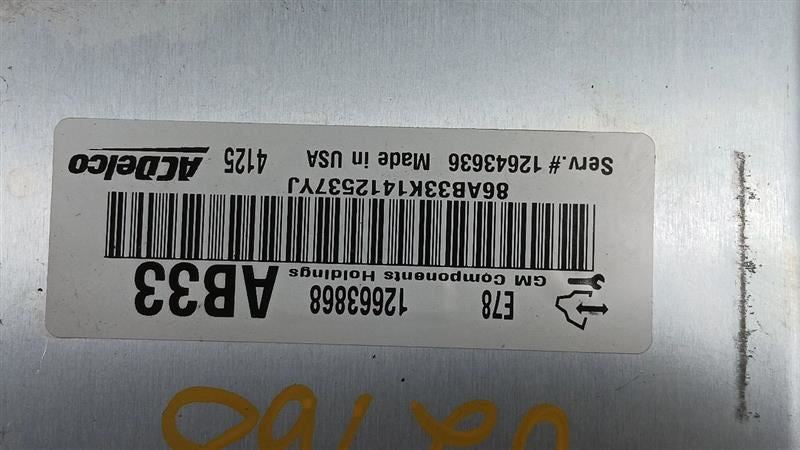 E78 12663868 AB33
GM Components Holdings
86AB33K1412537YJ
Serv.# 12643636 Made in USA 4125 ACDelco